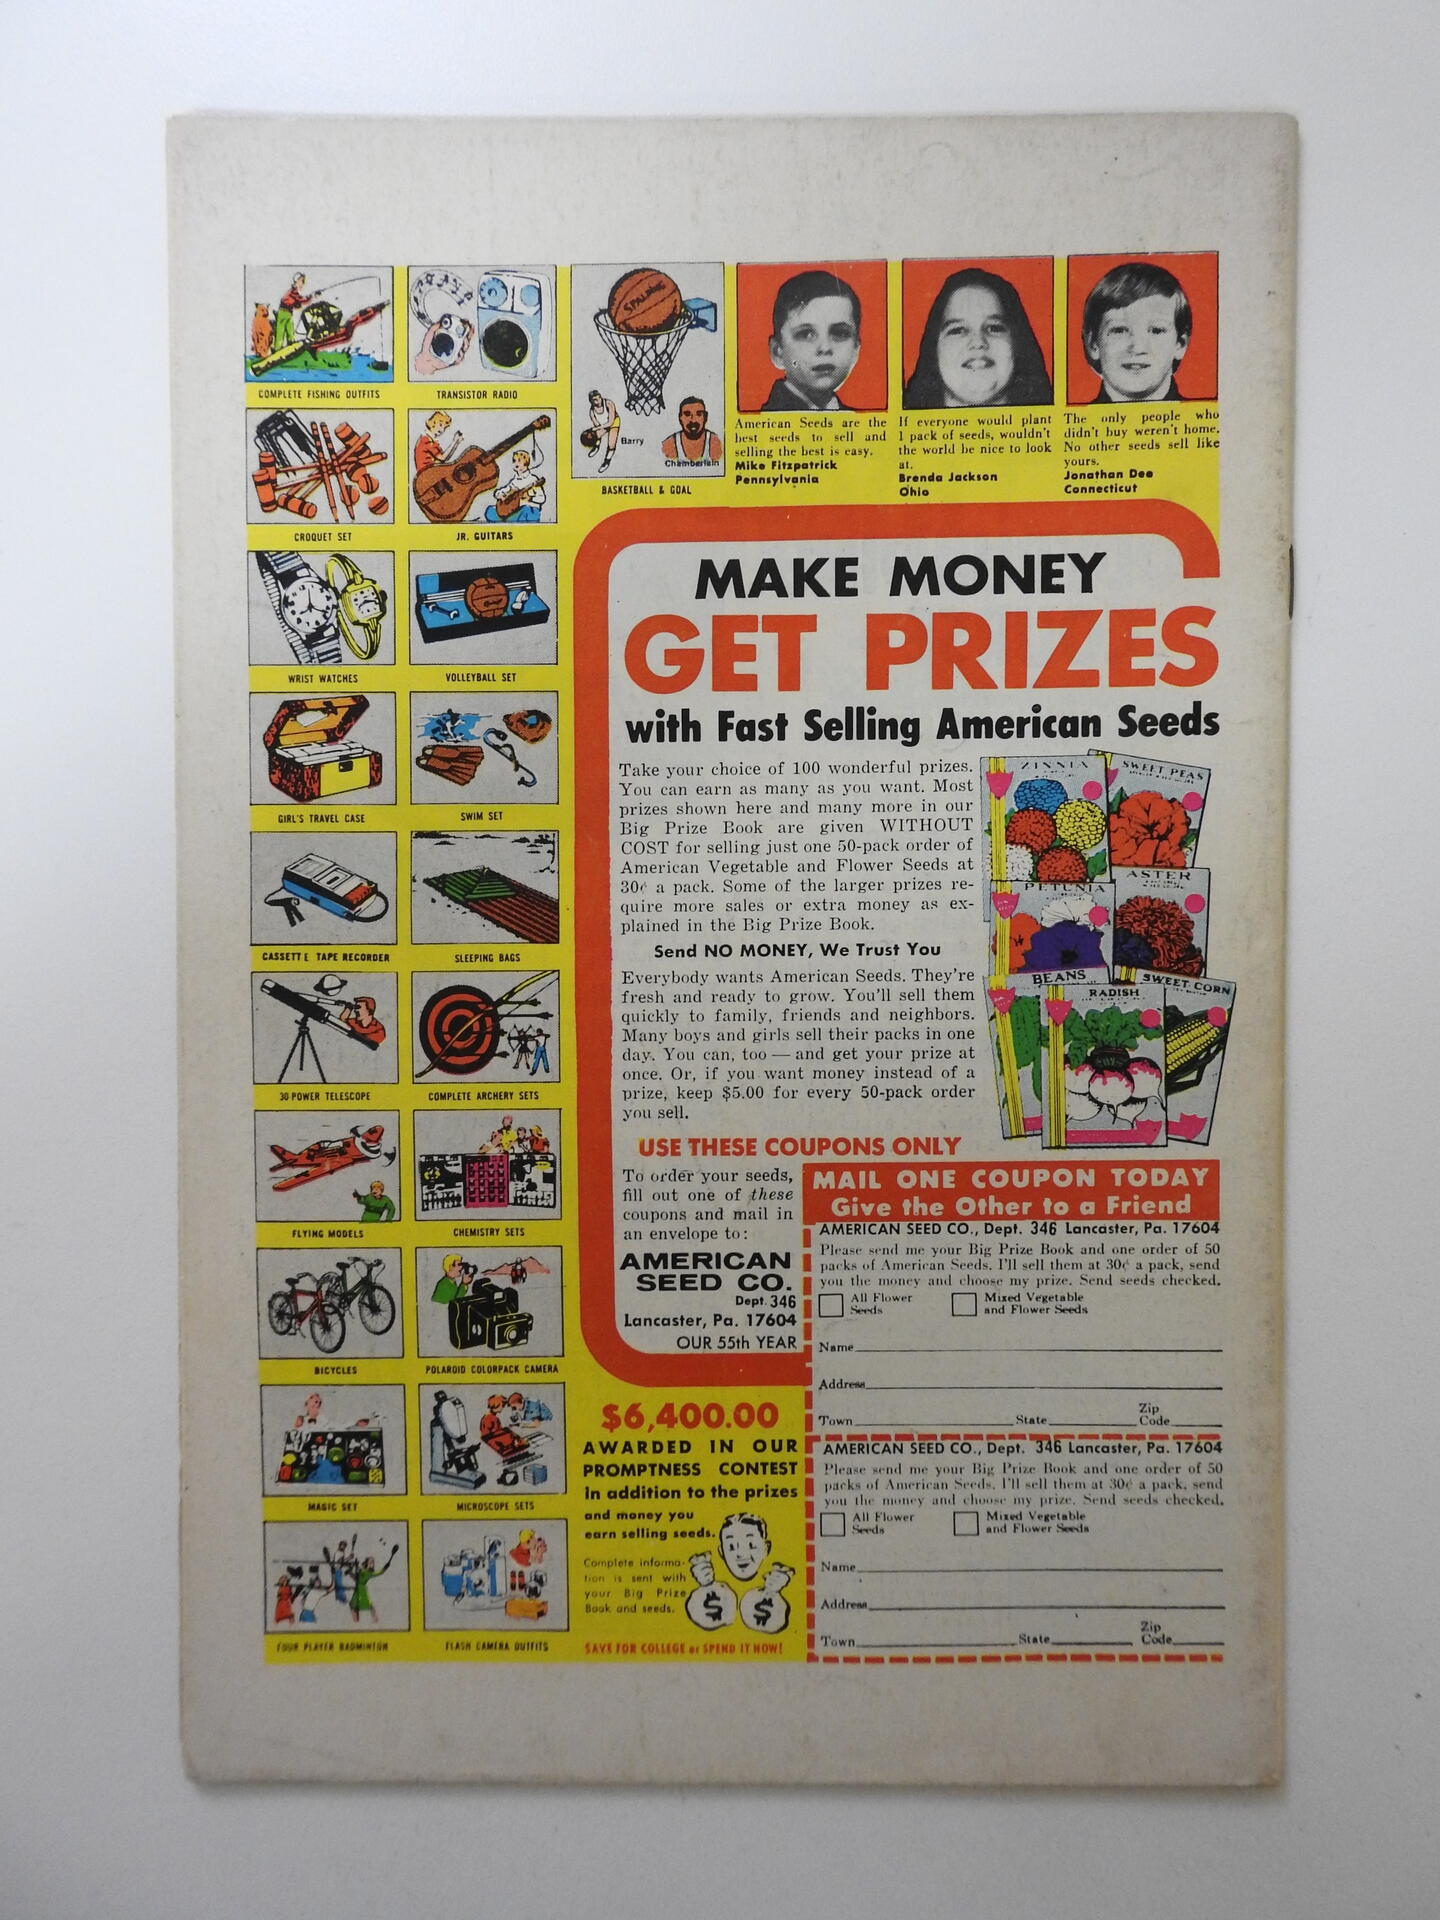 COMPLETE FISHING OUTFITS
TRANSISTOR RADIO
CROQUET SET
JR. GUITARS
WRIST WATCHES
VOLLEYBALL SET
GIRL'S TRAVEL CASE
SWIM SET
CASSETTE TAPE RECORDER
SLEEPING BAGS
30-POWER TELESCOPE
COMPLETE ARCHERY SETS
FLYING MODELS
CHEMISTRY SETS
BICYCLES
POLAROID COLORPACK CAMERA
MAGIC SET
MICROSCOPE SETS
FOUR PLAYER BADMINTON
FLASH CAMERA OUTFITS
SPALDING
Barry
Chamberlain
BASKETBALL & GOAL
American Seeds are the
best seeds to sell and
selling the best is easy.
Mike Fitzpatrick
Pennsylvania
If everyone would plant
1 pack of seeds, wouldn't
the world be nice to look
at.
Brenda Jackson
Ohio
The only people who
didn't buy weren't home.
No other seeds sell like
yours.
Jonathan Dee
Connecticut
MAKE MONEY
GET PRIZES
with Fast Selling American Seeds
Take your choice of 100 wonderful prizes.
You can earn as many as you want. Most
prizes shown here and many more in our
Big Prize Book are given WITHOUT
COST for selling just one 50-pack order of
American Vegetable and Flower Seeds at
30¢ a pack. Some of the larger prizes re-
quire more sales or extra money as ex-
plained in the Big Prize Book.
Send NO MONEY, We Trust You
Everybody wants American Seeds. They're
fresh and ready to grow. You'll sell them
quickly to family, friends and neighbors.
Many boys and girls sell their packs in one
day. You can, too — and get your prize at
once. Or, if you want money instead of a
prize, keep $5.00 for every 50-pack order
you sell.
ZINNIA
SWEET PEAS
PETUNIA
ASTER
BEANS
RADISH
SWEET CORN
USE THESE COUPONS ONLY
To order your seeds,
fill out one of these
coupons and mail in
an envelope to:
AMERICAN
SEED CO.
Dept. 346
Lancaster, Pa. 17604
OUR 55th YEAR
$6,400.00
AWARDED IN OUR
PROMPTNESS CONTEST
in addition to the prizes
and money you
earn selling seeds.
Complete informa-
tion is sent with
your Big Prize
Book and seeds.
$ $
SAVE FOR COLLEGE or SPEND IT NOW!
MAIL ONE COUPON TODAY
Give the Other to a Friend
AMERICAN SEED CO., Dept. 346 Lancaster, Pa. 17604
Please send me your Big Prize Book and one order of 50
packs of American Seeds. I'll sell them at 30¢ a pack, send
you the money and choose my prize. Send seeds checked.
All Flower Seeds
Mixed Vegetable and Flower Seeds
Name
Address
Town State Zip Code
AMERICAN SEED CO., Dept. 346 Lancaster, Pa. 17604
Please send me your Big Prize Book and one order of 50
packs of American Seeds. I'll sell them at 30¢ a pack, send
you the money and choose my prize. Send seeds checked.
All Flower Seeds
Mixed Vegetable and Flower Seeds
Name
Address
Town State Zip Code